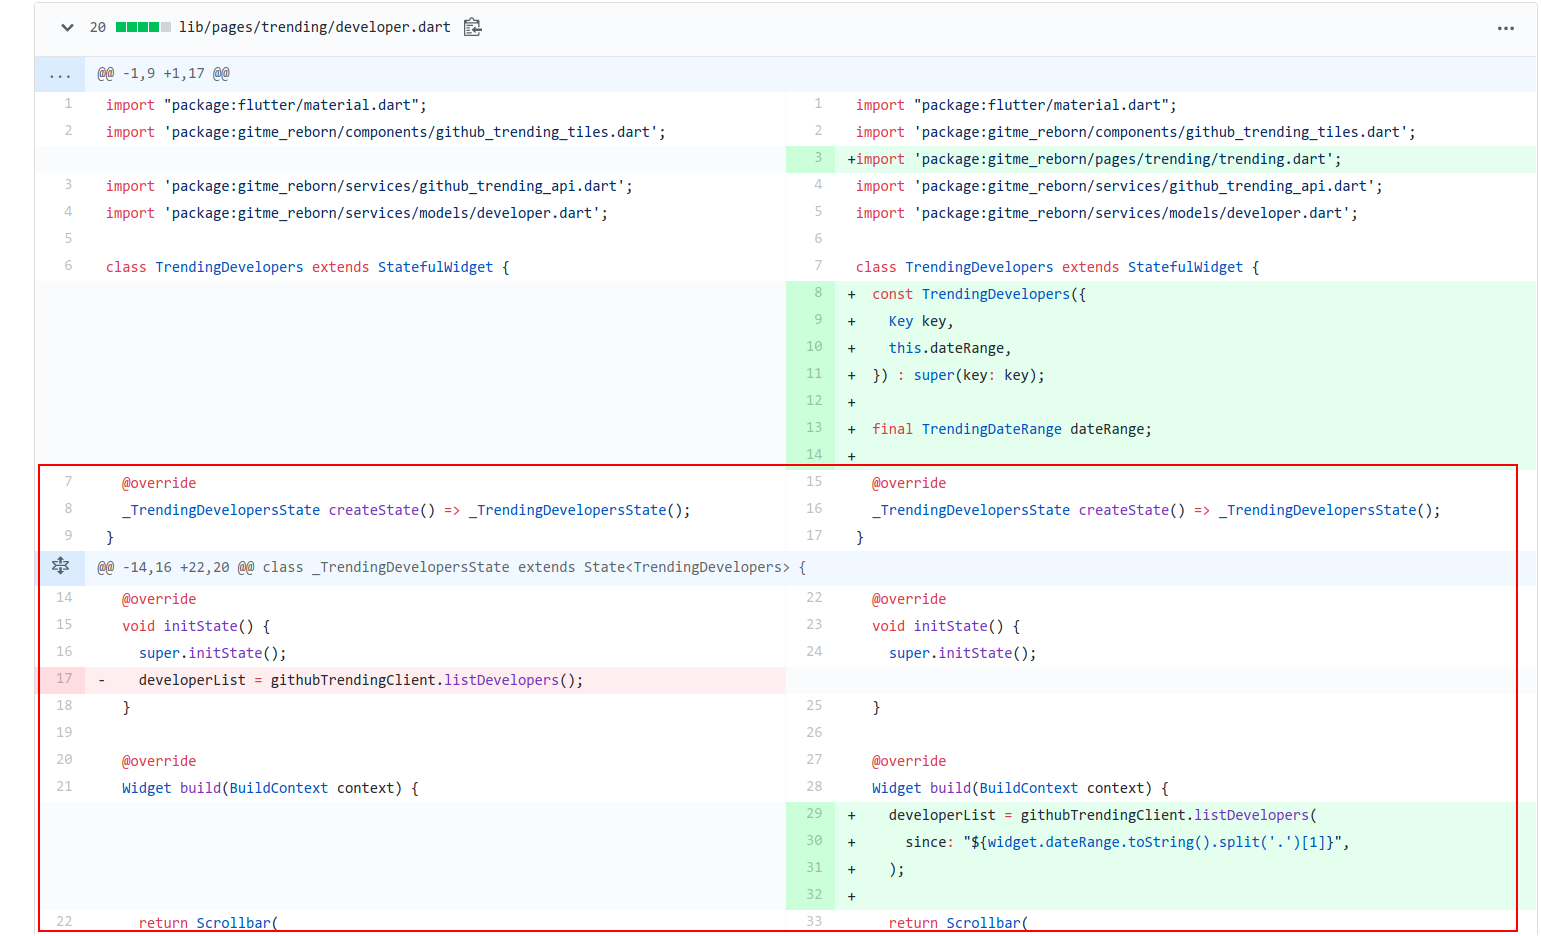 20 lib/pages/trending/developer.dart
... @@ -1,9 +1,17 @@
1 import "package:flutter/material.dart"; 1 import "package:flutter/material.dart";
2 import 'package:gitme_reborn/components/github_trending_tiles.dart'; 2 import 'package:gitme_reborn/components/github_trending_tiles.dart';
3 +import 'package:gitme_reborn/pages/trending/trending.dart';
3 import 'package:gitme_reborn/services/github_trending_api.dart'; 4 import 'package:gitme_reborn/services/github_trending_api.dart';
4 import 'package:gitme_reborn/services/models/developer.dart'; 5 import 'package:gitme_reborn/services/models/developer.dart';
5 6
6 class TrendingDevelopers extends StatefulWidget { 7 class TrendingDevelopers extends StatefulWidget {
8 + const TrendingDevelopers({
9 + Key key,
10 + this.dateRange,
11 + }) : super(key: key);
12 +
13 + final TrendingDateRange dateRange;
14 +
7 @override 15 @override
8 _TrendingDevelopersState createState() => _TrendingDevelopersState(); 16 _TrendingDevelopersState createState() => _TrendingDevelopersState();
9 } 17 }
@@ -14,16 +22,20 @@ class _TrendingDevelopersState extends State<TrendingDevelopers> {
14 @override 22 @override
15 void initState() { 23 void initState() {
16 super.initState(); 24 super.initState();
17 - developerList = githubTrendingClient.listDevelopers();
18 } 25 }
19 26
20 @override 27 @override
21 Widget build(BuildContext context) { 28 Widget build(BuildContext context) {
29 + developerList = githubTrendingClient.listDevelopers(
30 + since: "${widget.dateRange.toString().split('.')[1]}",
31 + );
32 +
22 return Scrollbar( 33 return Scrollbar(